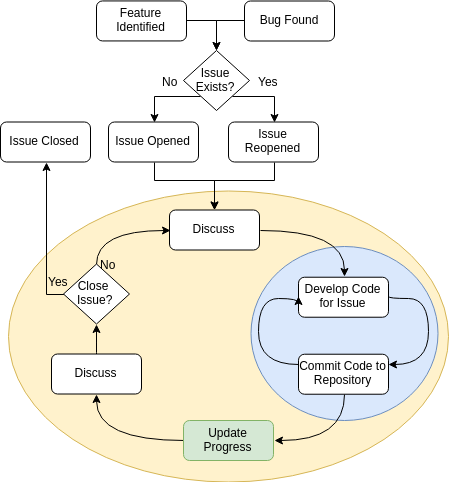 Feature
Identified
Bug Found
Issue
Exists?
No
Yes
Issue Closed
Issue Opened
Issue
Reopened
Discuss
No
Yes
Close
Issue?
Develop Code
for Issue
Discuss
Commit Code to
Repository
Update
Progress